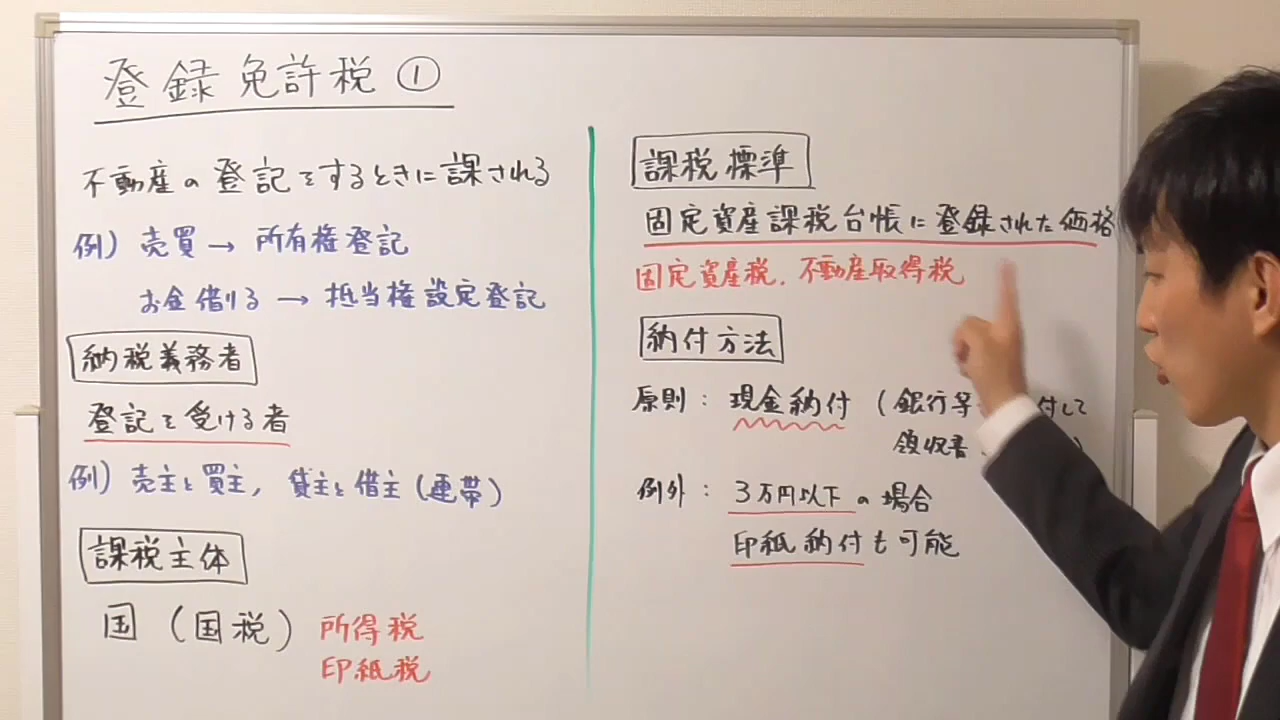 登録免許税 ①
不動産の登記をするときに課される
例) 売買 → 所有権登記
お金借りる → 抵当権設定登記
納税義務者
登記を受ける者
例) 売主と買主, 貸主と借主 (連帯)
課税主体
国 (国税) 所得税
印紙税
課税標準
固定資産課税台帳に登録された価格
固定資産税. 不動産取得税
納付方法
原則: 現金納付 (銀行等 付して
領収書 )
例外: 3万円以下の場合
印紙納付も可能